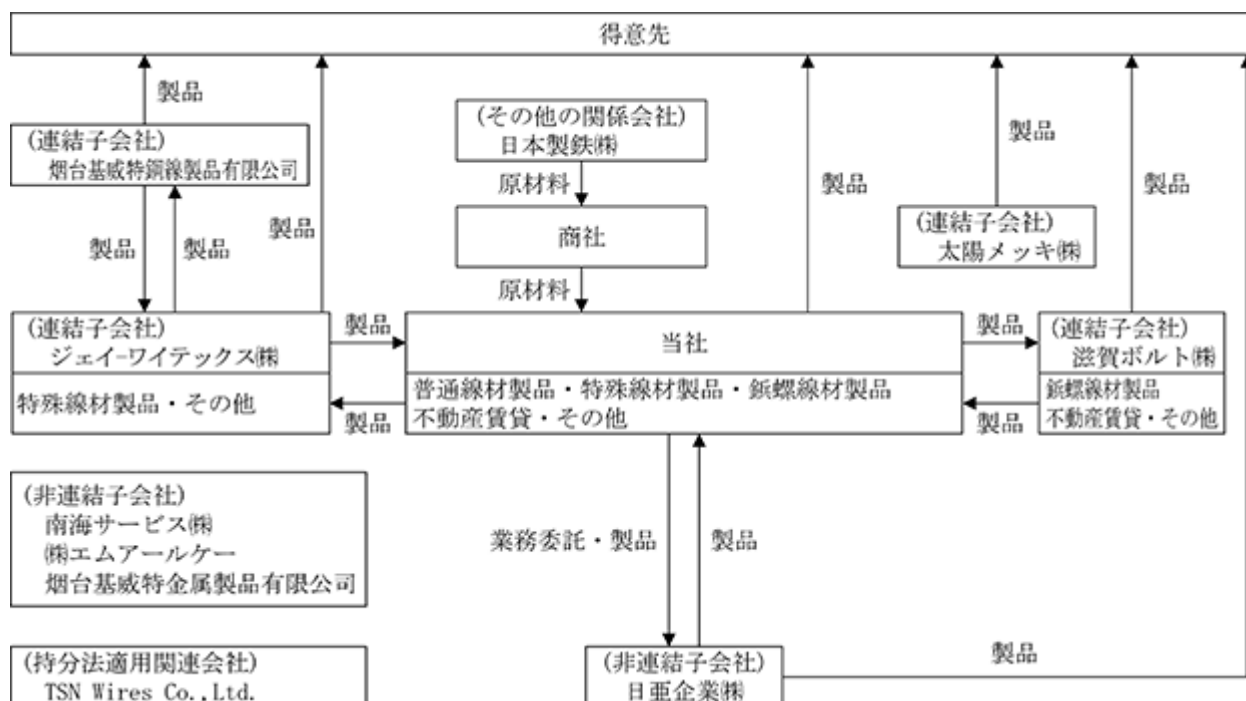 得意先
製品
(その他の関係会社)
日本製鉄㈱
(連結子会社)
烟台基威特鋼線製品有限公司
製品
製品
製品
原材料
製品
製品
製品
商社
(連結子会社)
太陽メッキ㈱
原材料
(連結子会社)
ジェイ-ワイテックス㈱
特殊線材製品・その他
製品
製品
当社
普通線材製品・特殊線材製品・鋲螺線材製品
不動産賃貸・その他
製品
製品
(連結子会社)
滋賀ボルト㈱
鋲螺線材製品
不動産賃貸・その他
(非連結子会社)
南海サービス㈱
㈱エムアールケー
烟台基威特金属製品有限公司
業務委託・製品
製品
(持分法適用関連会社)
TSN Wires Co.,Ltd.
(非連結子会社)
日亜企業㈱
製品